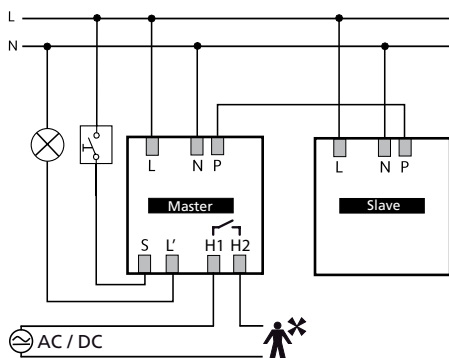 L
N
L N P
L N P
Master
Slave
S L' H1 H2
AC / DC